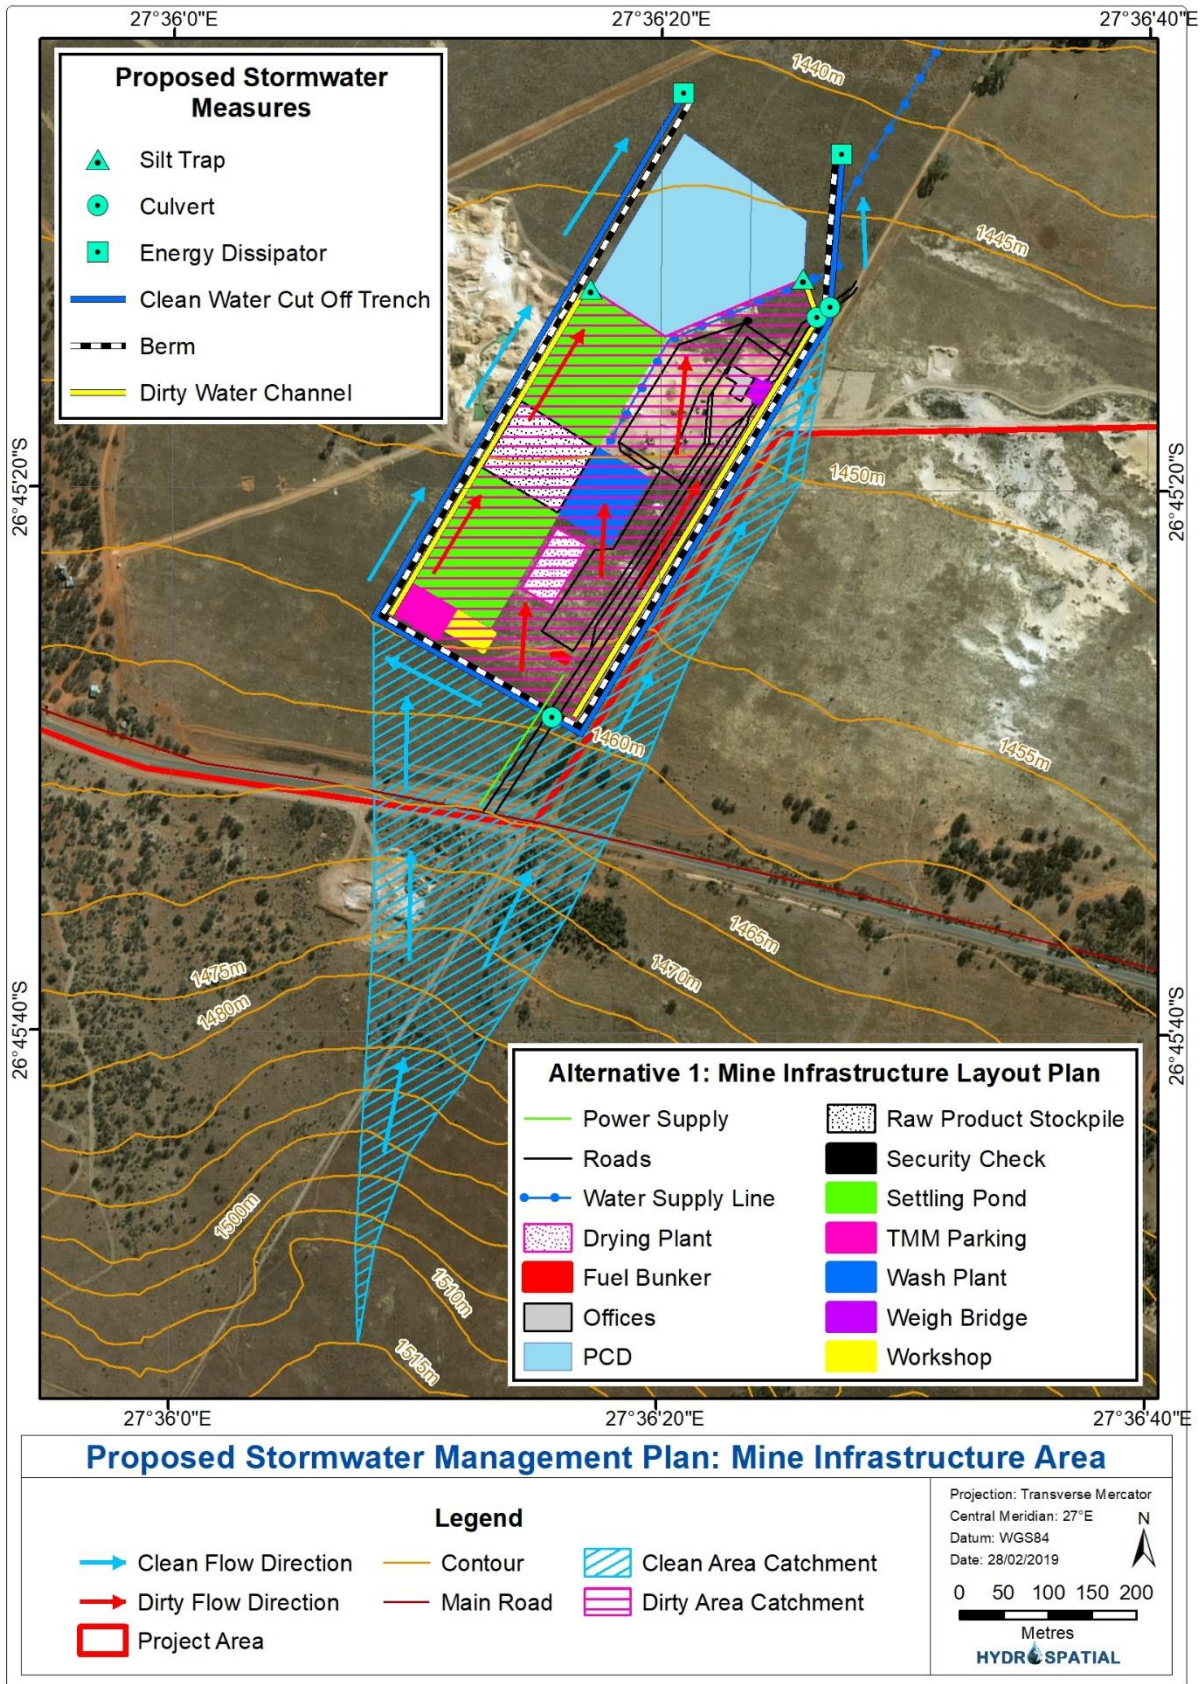 27°36'0"E
27°36'20"E
27°36'40"E
Proposed Stormwater
Measures
Silt Trap
Culvert
Energy Dissipator
Clean Water Cut Off Trench
Berm
Dirty Water Channel
1440m
1445m
1450m
1455m
1460m
1465m
1470m
1475m
1480m
1500m
1510m
1515m
26°45'20"S
26°45'20"S
26°45'40"S
26°45'40"S
Alternative 1: Mine Infrastructure Layout Plan
Power Supply
Roads
Water Supply Line
Drying Plant
Fuel Bunker
Offices
PCD
Raw Product Stockpile
Security Check
Settling Pond
TMM Parking
Wash Plant
Weigh Bridge
Workshop
27°36'0"E
27°36'20"E
27°36'40"E
Proposed Stormwater Management Plan: Mine Infrastructure Area
Legend
Clean Flow Direction
Dirty Flow Direction
Project Area
Contour
Main Road
Clean Area Catchment
Dirty Area Catchment
Projection: Transverse Mercator
Central Meridian: 27°E
Datum: WGS84
Date: 28/02/2019
N
0 50 100 150 200
Metres
HYDROSPATIAL